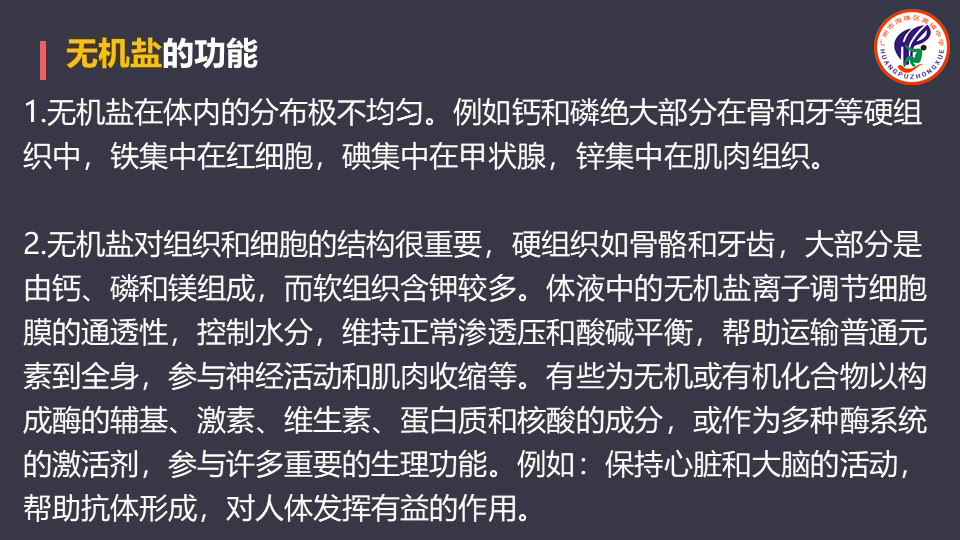 无机盐的功能
广州市海珠区黄埔中学
HUANGPUZHONGXUE
1.无机盐在体内的分布极不均匀。例如钙和磷绝大部分在骨和牙等硬组
织中，铁集中在红细胞，碘集中在甲状腺，锌集中在肌肉组织。
2.无机盐对组织和细胞的结构很重要，硬组织如骨骼和牙齿，大部分是
由钙、磷和镁组成，而软组织含钾较多。体液中的无机盐离子调节细胞
膜的通透性，控制水分，维持正常渗透压和酸碱平衡，帮助运输普通元
素到全身，参与神经活动和肌肉收缩等。有些为无机或有机化合物以构
成酶的辅基、激素、维生素、蛋白质和核酸的成分，或作为多种酶系统
的激活剂，参与许多重要的生理功能。例如：保持心脏和大脑的活动，
帮助抗体形成，对人体发挥有益的作用。